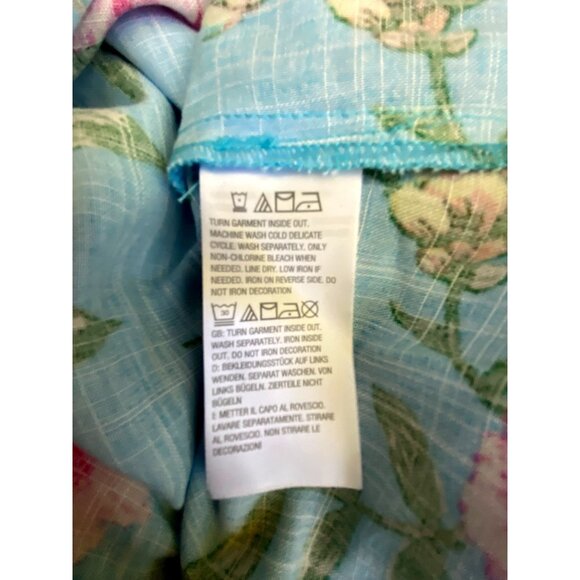 TURN GARMENT INSIDE OUT.
MACHINE WASH COLD DELICATE
CYCLE. WASH SEPARATELY. ONLY
NON-CHLORINE BLEACH WHEN
NEEDED. LINE DRY. LOW IRON IF
NEEDED. IRON ON REVERSE SIDE. DO
NOT IRON DECORATION
30
GB: TURN GARMENT INSIDE OUT.
WASH SEPARATELY. IRON INSIDE
OUT. DO NOT IRON DECORATION
D: BEKLEIDUNGSSTÜCK AUF LINKS
WENDEN. SEPARAT WASCHEN. VON
LINKS BÜGELN. ZIERTEILE NICHT
BÜGELN
I: METTER IL CAPO AL ROVESCIO.
LAVARE SEPARATAMENTE. STIRARE
AL ROVESCIO. NON STIRARE LE
DECORAZIONI